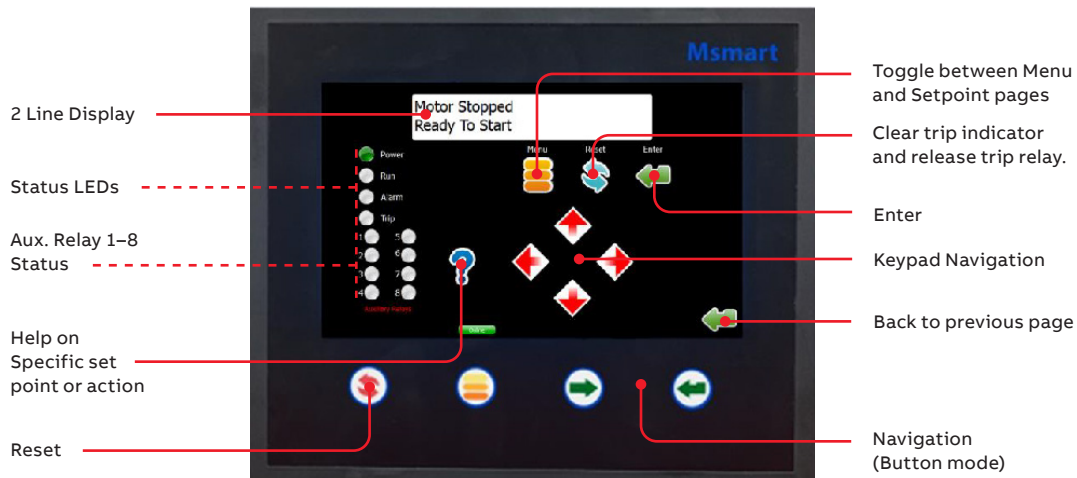 Msmart
Toggle between Menu
and Setpoint pages
2 Line Display
Motor Stopped
Ready To Start
Clear trip indicator
and release trip relay.
Menu
Reset
Enter
Power
Run
Alarm
Trip
Status LEDs
Enter
Aux. Relay 1–8
Status
1 5
2 6
3 7
4 8
Keypad Navigation
Back to previous page
Help on
Specific set
point or action
Reset
Navigation
(Button mode)